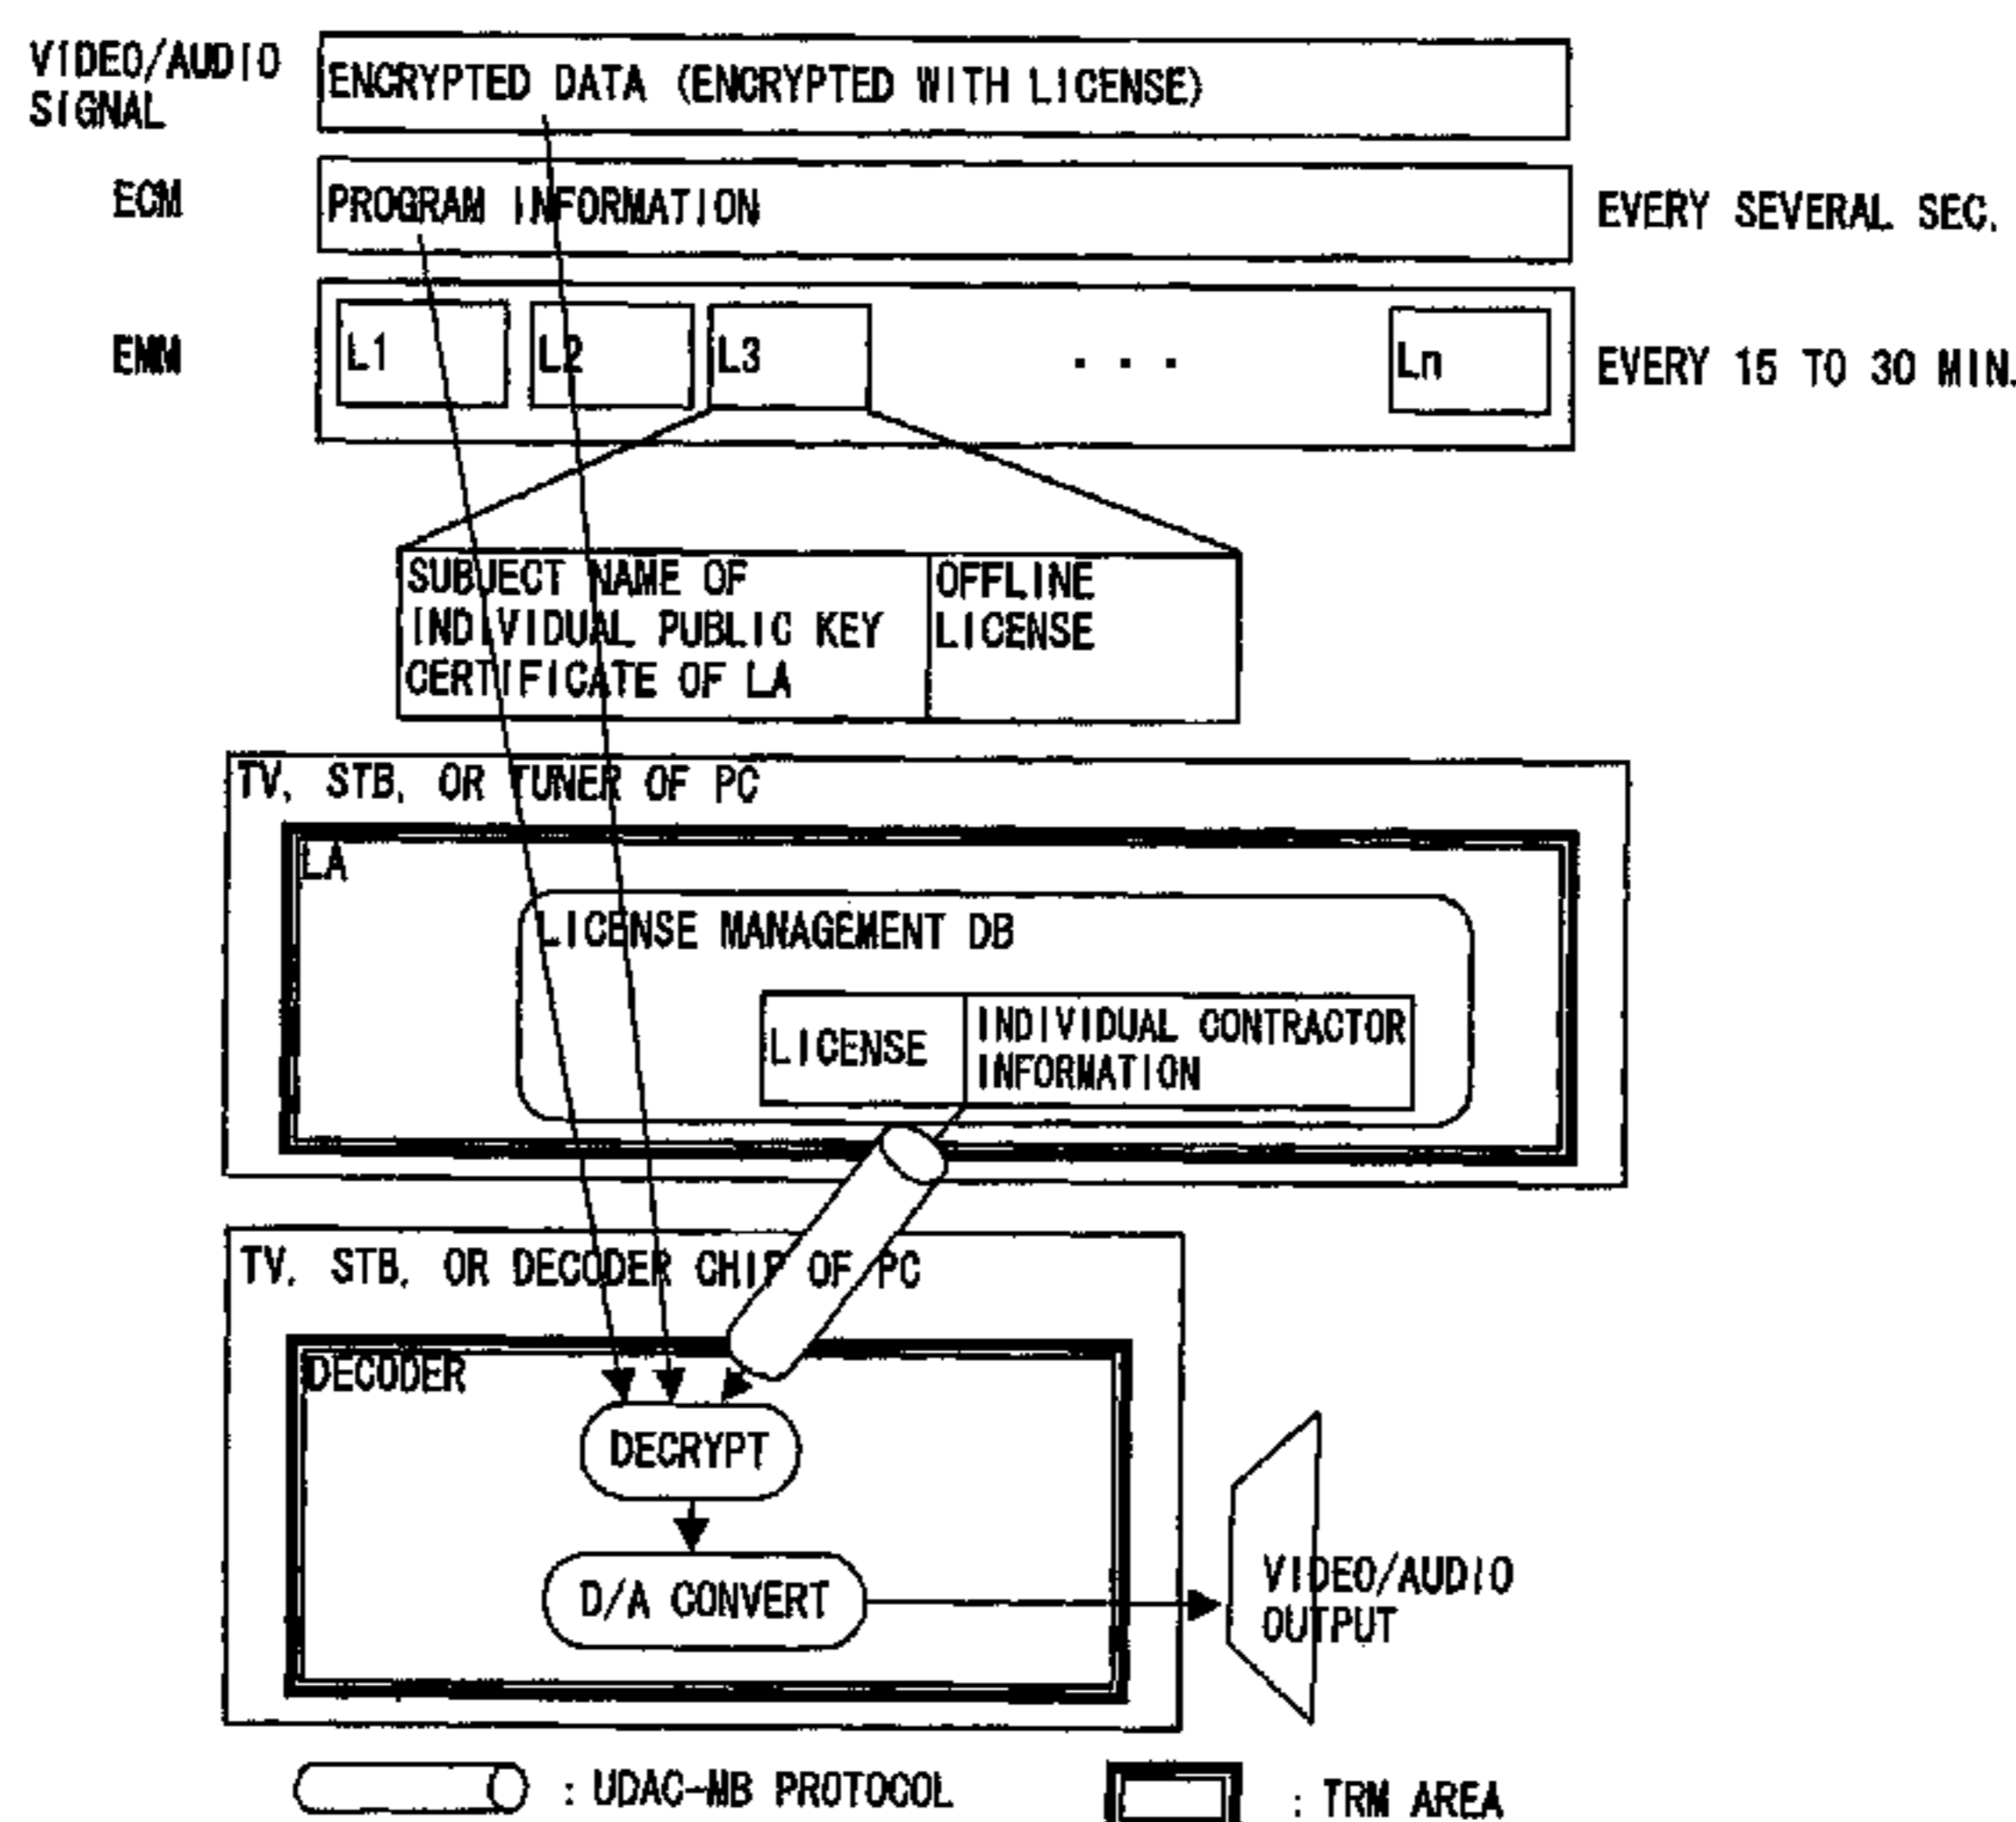 VIDEO/AUDIO
SIGNAL
ENCRYPTED DATA (ENCRYPTED WITH LICENSE)
ECM
PROGRAM INFORMATION
EVERY SEVERAL SEC.
EMM
L1
L2
L3
. . .
Ln
EVERY 15 TO 30 MIN.
SUBJECT NAME OF
INDIVIDUAL PUBLIC KEY
CERTIFICATE OF LA
OFFLINE
LICENSE
TV, STB, OR TUNER OF PC
LA
LICENSE MANAGEMENT DB
LICENSE
INDIVIDUAL CONTRACTOR
INFORMATION
TV, STB, OR DECODER CHIP OF PC
DECODER
DECRYPT
D/A CONVERT
VIDEO/AUDIO
OUTPUT
: UDAC-MB PROTOCOL
: TRM AREA